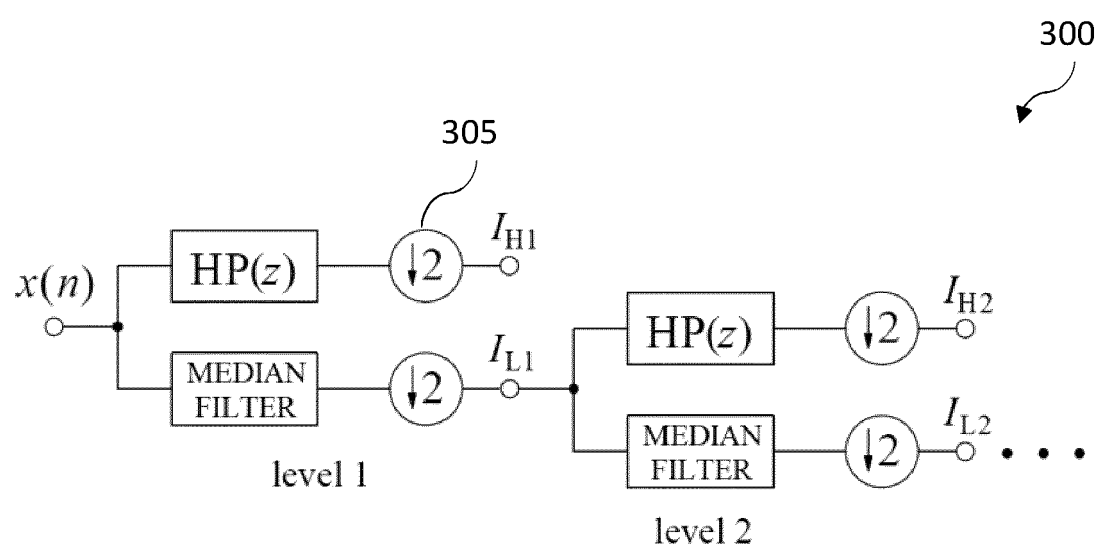 300
305
x(n)
HP(z)
↓2
I_H1
MEDIAN
FILTER
↓2
I_L1
level 1
HP(z)
↓2
I_H2
MEDIAN
FILTER
↓2
I_L2
• • •
level 2